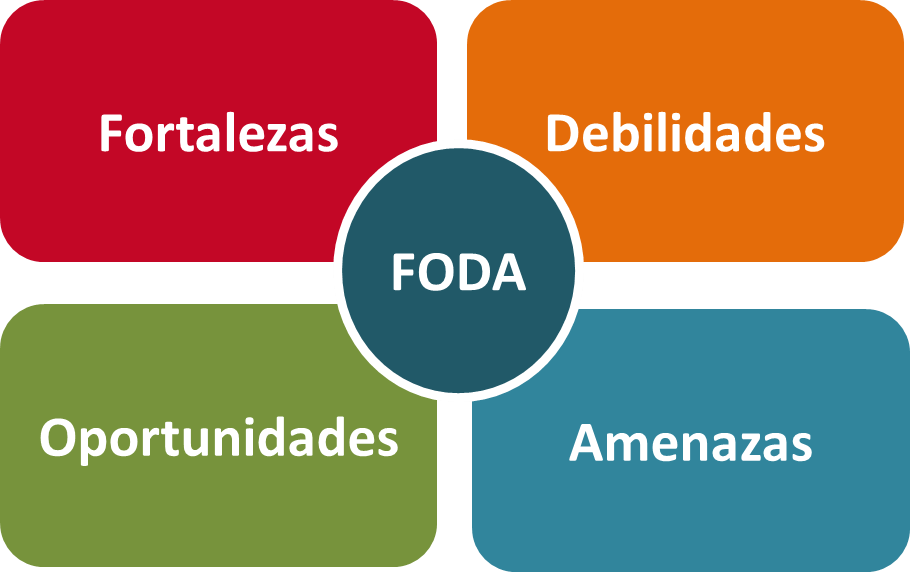 Fortalezas
Debilidades
FODA
Oportunidades
Amenazas